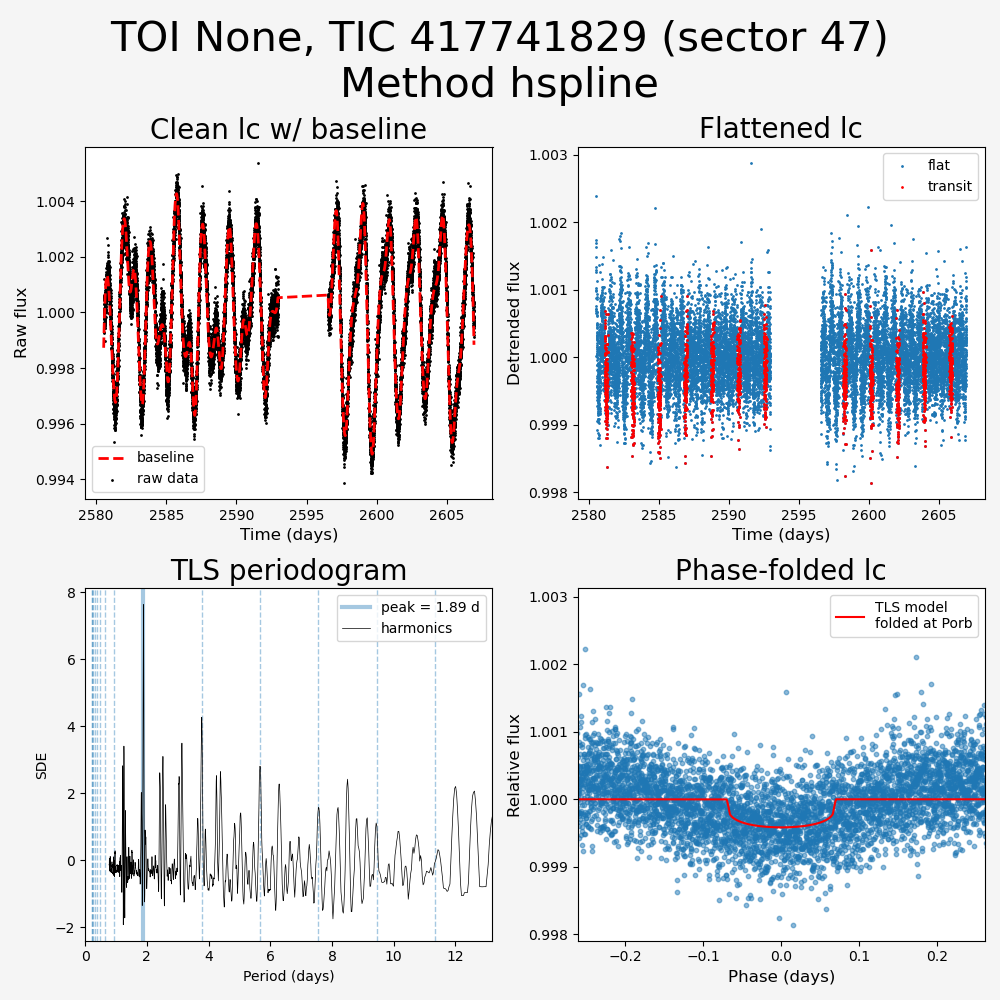 TOI None, TIC 417741829 (sector 47)
Method hspline
Clean lc w/ baseline
Raw flux
1.004
1.002
1.000
0.998
0.996
0.994
baseline
raw data
2580
2585
2590
2595
2600
2605
Time (days)
Flattened lc
Detrended flux
1.003
1.002
1.001
1.000
0.999
0.998
flat
transit
2580
2585
2590
2595
2600
2605
Time (days)
TLS periodogram
SDE
8
6
4
2
0
−2
peak = 1.89 d
harmonics
0
2
4
6
8
10
12
Period (days)
Phase-folded lc
Relative flux
1.003
1.002
1.001
1.000
0.999
0.998
TLS model
folded at Porb
−0.2
−0.1
0.0
0.1
0.2
Phase (days)